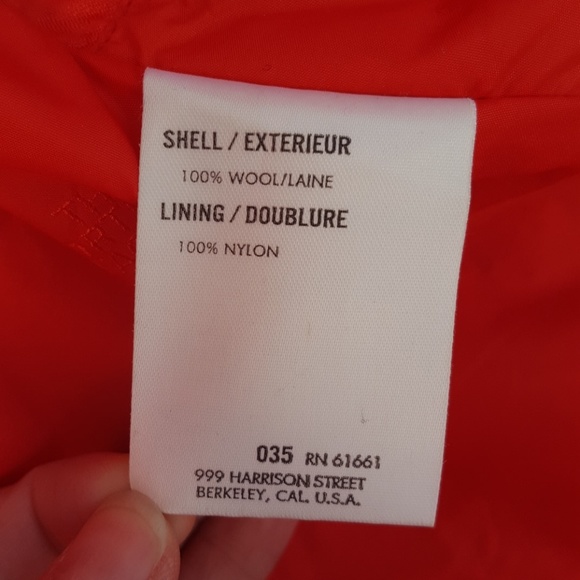 SHELL / EXTERIEUR
100% WOOL/LAINE
LINING / DOUBLURE
100% NYLON
035 RN 61661
999 HARRISON STREET
BERKELEY, CAL. U.S.A.